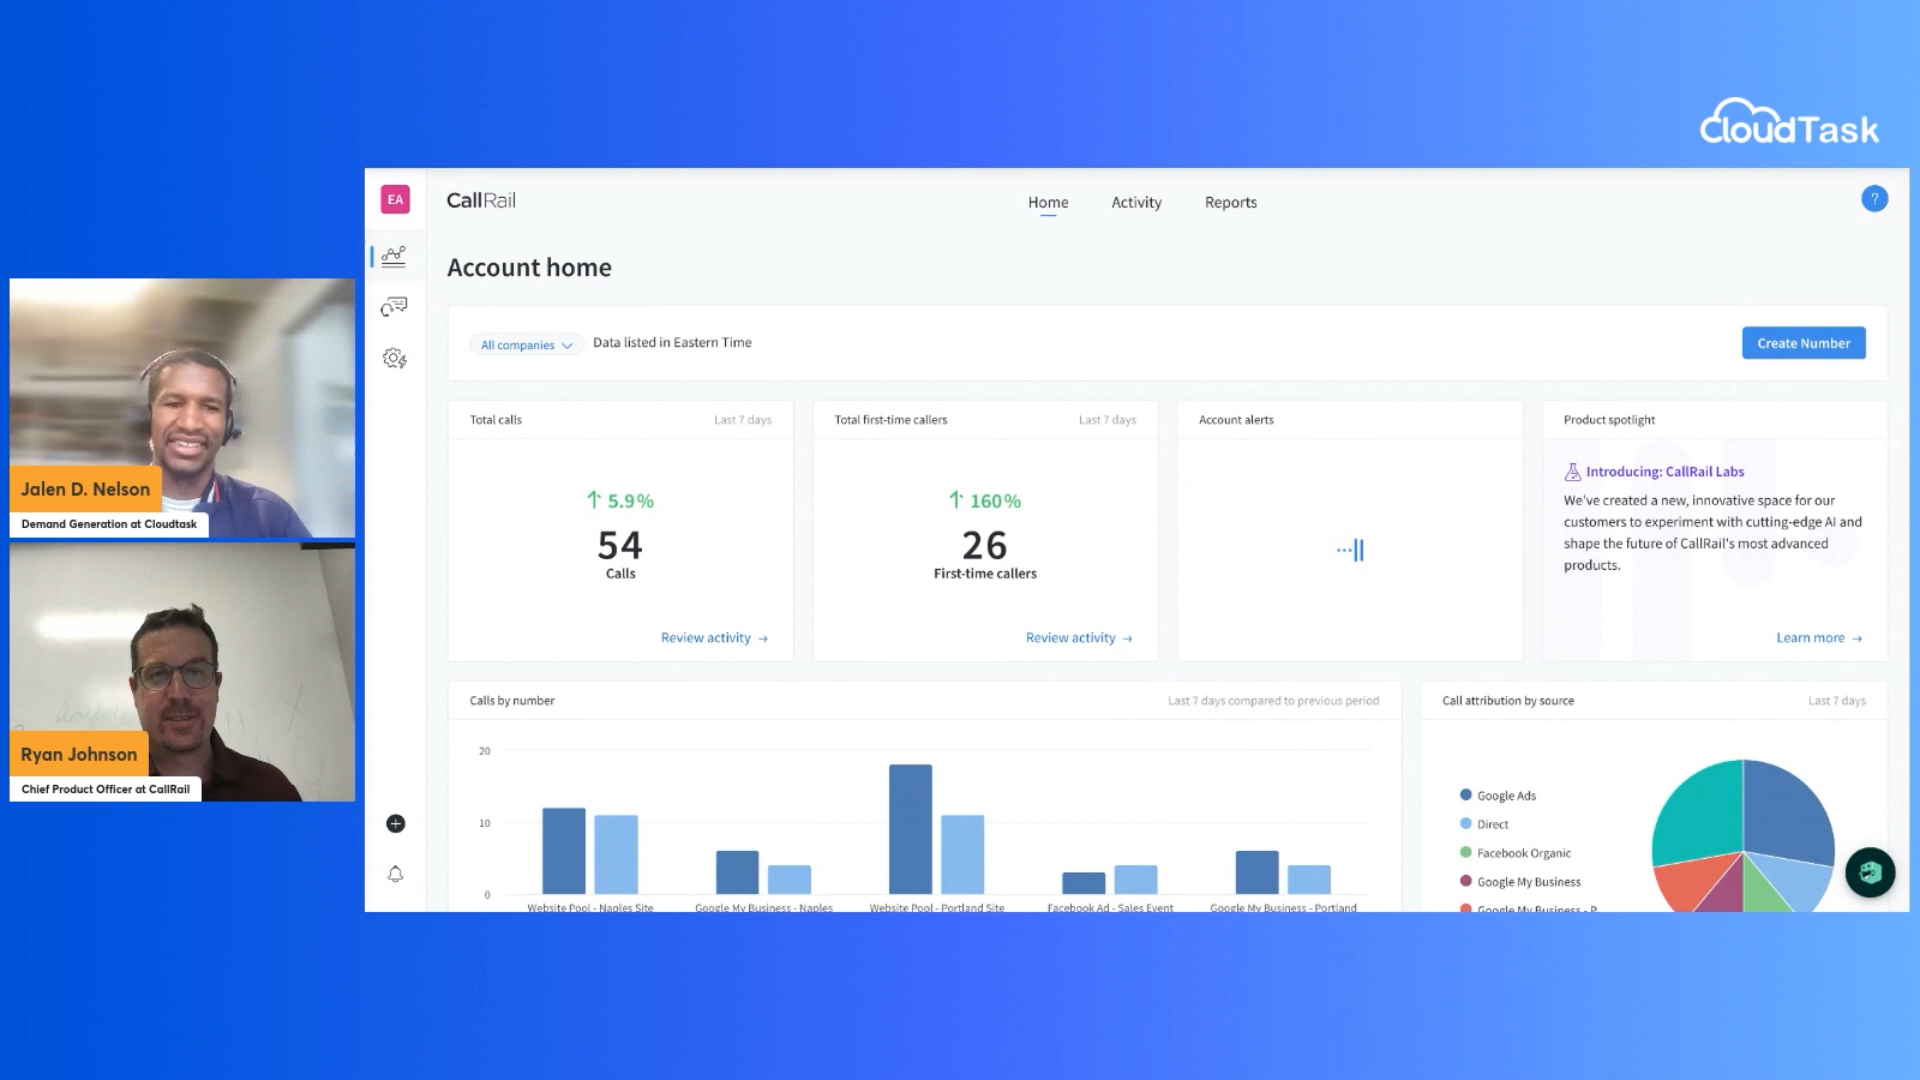 CloudTask
EA
CallRail
Home
Activity
Reports
?
Account home
All companies
Data listed in Eastern Time
Create Number
Total calls
Last 7 days
5.9%
54
Calls
Review activity →
Total first-time callers
Last 7 days
160%
26
First-time callers
Review activity →
Account alerts
Product spotlight
Introducing: CallRail Labs
We've created a new, innovative space for our
customers to experiment with cutting-edge AI and
shape the future of CallRail's most advanced
products.
Learn more →
Jalen D. Nelson
Demand Generation at Cloudtask
Ryan Johnson
Chief Product Officer at CallRail
Calls by number
Last 7 days compared to previous period
20
10
0
Website Pool - Naples Site
Google My Business - Naples
Website Pool - Portland Site
Facebook Ad - Sales Event
Google My Business - Portland
Call attribution by source
Last 7 days
Google Ads
Direct
Facebook Organic
Google My Business
Google My Business - P